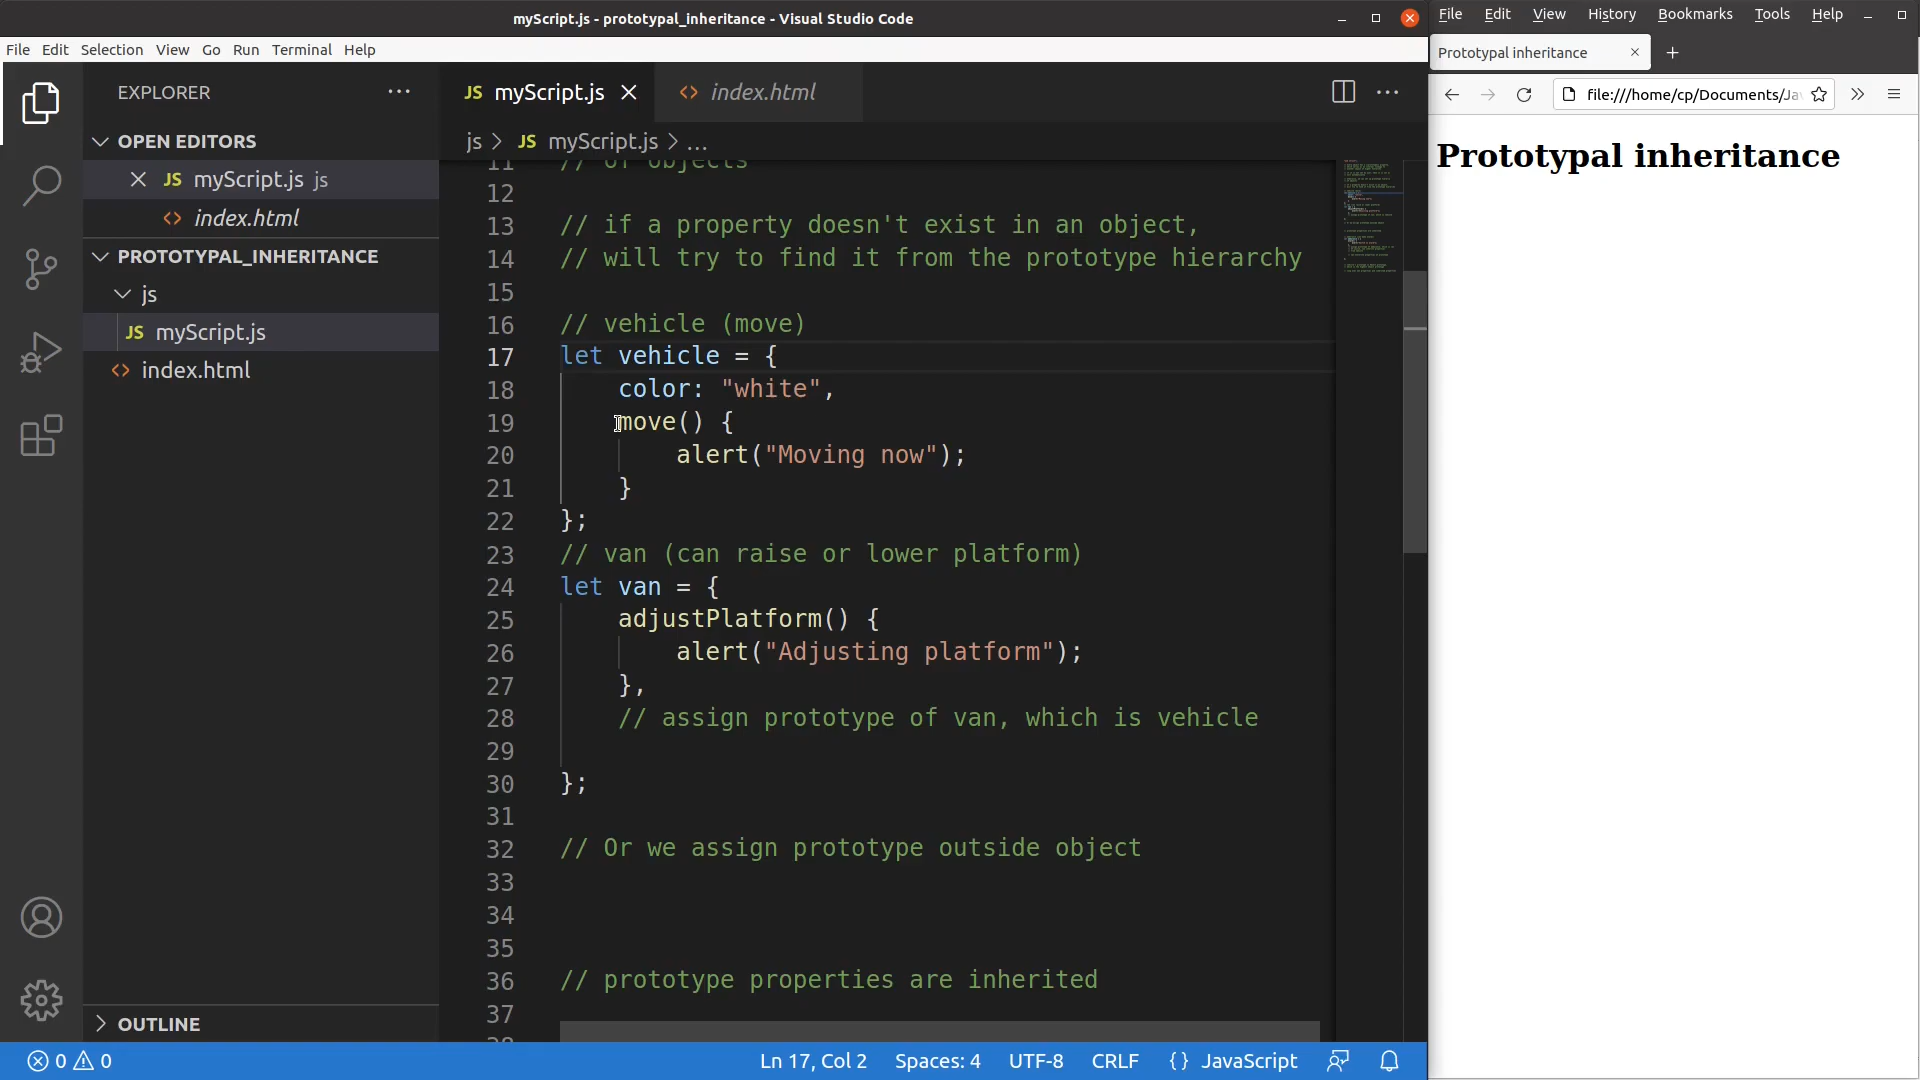 myScript.js - prototypal_inheritance - Visual Studio Code
File Edit Selection View Go Run Terminal Help
EXPLORER
OPEN EDITORS
JS myScript.js js
<> index.html
PROTOTYPAL_INHERITANCE
js
JS myScript.js
<> index.html
OUTLINE
JS myScript.js
<> index.html
js > JS myScript.js > ...
11 // of objects
12
13 // if a property doesn't exist in an object,
14 // will try to find it from the prototype hierarchy
15
16 // vehicle (move)
17 let vehicle = {
18 color: "white",
19 move() {
20 alert("Moving now");
21 }
22 };
23 // van (can raise or lower platform)
24 let van = {
25 adjustPlatform() {
26 alert("Adjusting platform");
27 },
28 // assign prototype of van, which is vehicle
29
30 };
31
32 // Or we assign prototype outside object
33
34
35
36 // prototype properties are inherited
37
0 0
Ln 17, Col 2 Spaces: 4 UTF-8 CRLF {} JavaScript
File Edit View History Bookmarks Tools Help
Prototypal inheritance
file:///home/cp/Documents/Ja
Prototypal inheritance